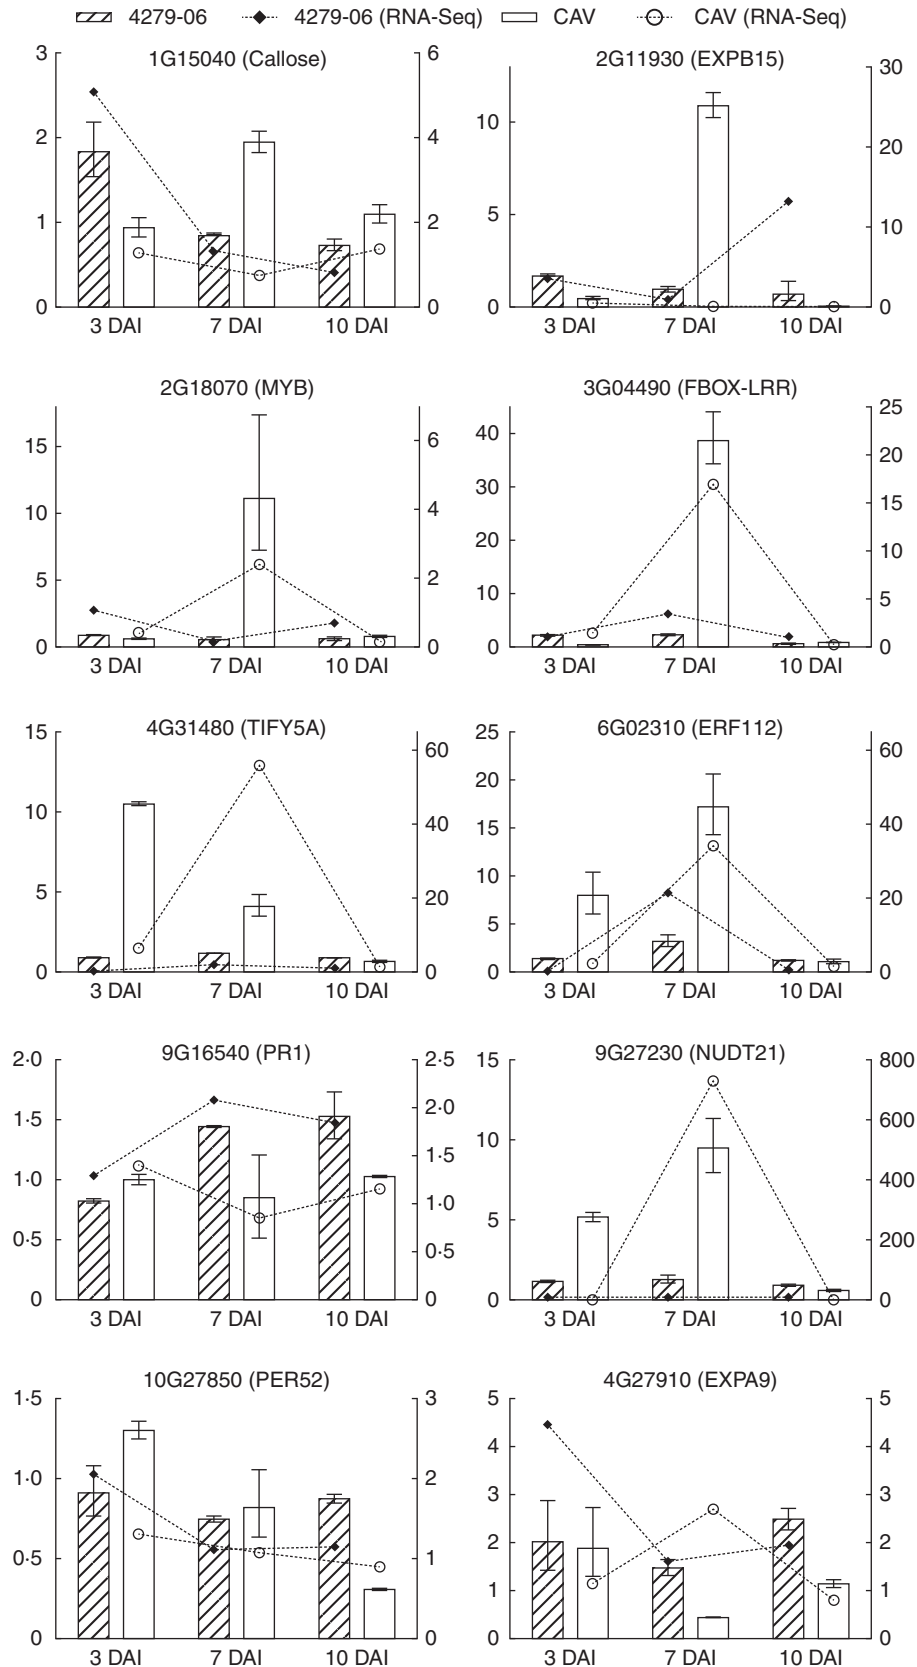 4279-06 4279-06 (RNA-Seq) CAV CAV (RNA-Seq)
1G15040 (Callose) 2G11930 (EXPB15)
3 6 30
2 4 10 20
1 2 5 10
0 0 0 0
3 DAI 7 DAI 10 DAI 3 DAI 7 DAI 10 DAI
2G18070 (MYB) 3G04490 (FBOX-LRR)
15 6 40 25
10 4 30 20
5 2 20 15
0 0 10 10
0 5
0
3 DAI 7 DAI 10 DAI 3 DAI 7 DAI 10 DAI
4G31480 (TIFY5A) 6G02310 (ERF112)
15 60 25 60
10 40 20 40
5 20 15 20
0 0 10 0
5
0
3 DAI 7 DAI 10 DAI 3 DAI 7 DAI 10 DAI
9G16540 (PR1) 9G27230 (NUDT21)
2·0 2·5 15 800
1·5 2·0 10 600
1·0 1·5 5 400
0·5 1·0 0 200
0 0·5 0
0
3 DAI 7 DAI 10 DAI 3 DAI 7 DAI 10 DAI
10G27850 (PER52) 4G27910 (EXPA9)
1·5 3 5 5
1·0 2 4 4
0·5 1 3 3
0 0 2 2
1 1
0 0
3 DAI 7 DAI 10 DAI 3 DAI 7 DAI 10 DAI